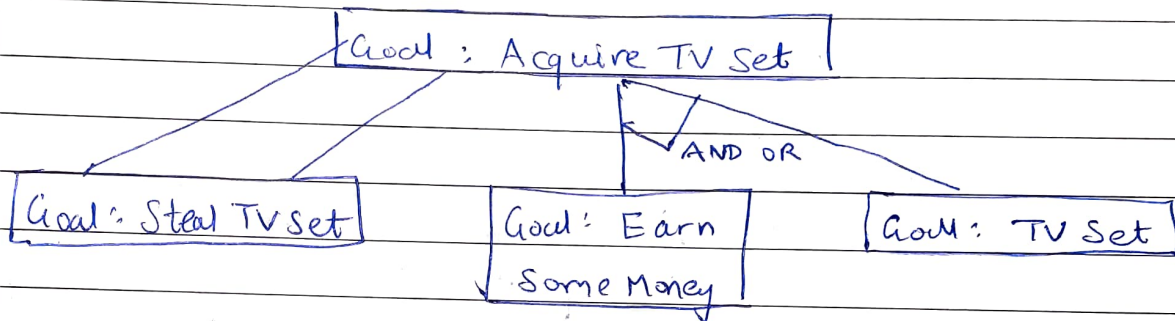 Goal : Acquire TV Set
AND OR
Goal : Steal TV Set
Goal : Earn
Some Money
Goal : TV Set